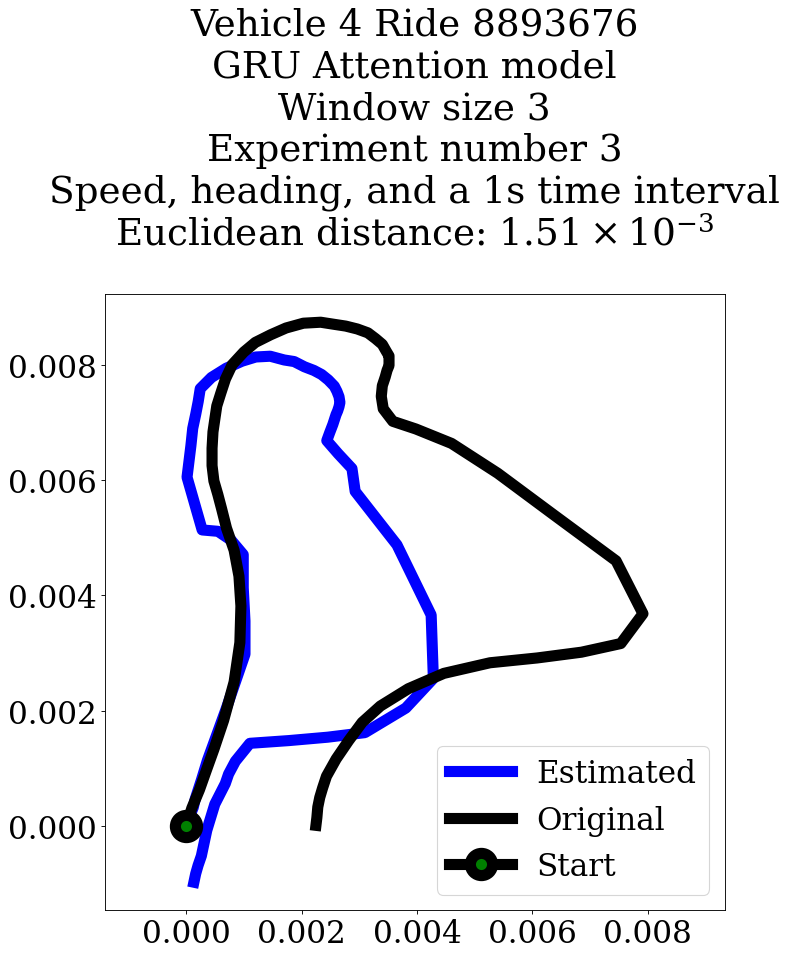 Vehicle 4 Ride 8893676
GRU Attention model
Window size 3
Experiment number 3
Speed, heading, and a 1s time interval
Euclidean distance: 1.51 × 10⁻³
0.008
0.006
0.004
0.002
0.000
Estimated
Original
Start
0.000 0.002 0.004 0.006 0.008